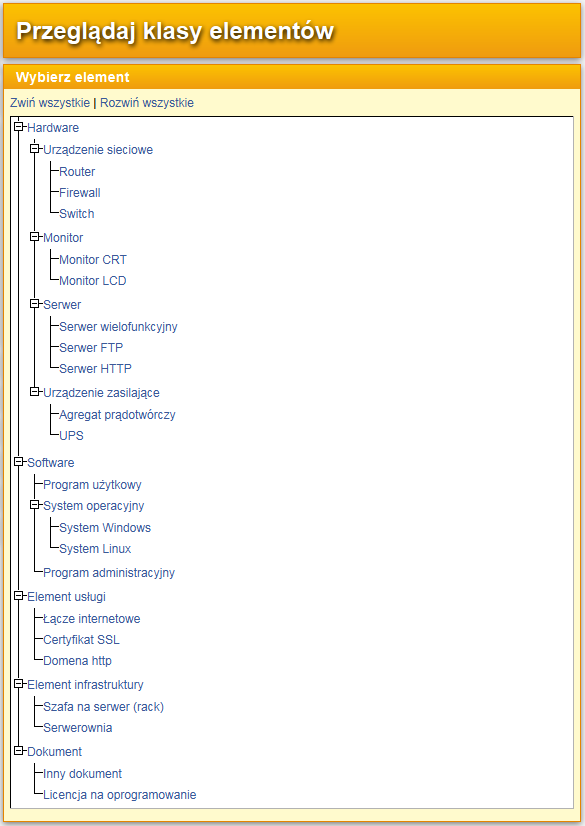 Przeglądaj klasy elementów
Wybierz element
Zwiń wszystkie | Rozwiń wszystkie
Hardware
Urządzenie sieciowe
Router
Firewall
Switch
Monitor
Monitor CRT
Monitor LCD
Serwer
Serwer wielofunkcyjny
Serwer FTP
Serwer HTTP
Urządzenie zasilające
Agregat prądotwórczy
UPS
Software
Program użytkowy
System operacyjny
System Windows
System Linux
Program administracyjny
Element usługi
Łącze internetowe
Certyfikat SSL
Domena http
Element infrastruktury
Szafa na serwer (rack)
Serwerownia
Dokument
Inny dokument
Licencja na oprogramowanie